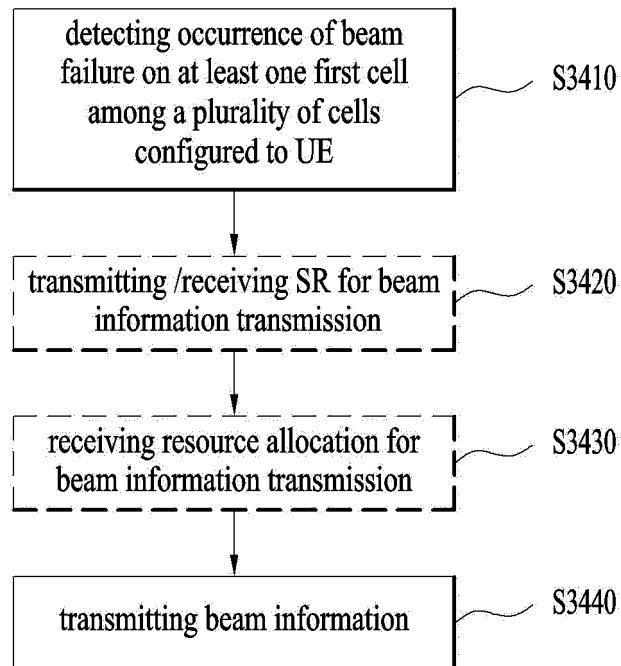 detecting occurrence of beam
failure on at least one first cell
among a plurality of cells
configured to UE
S3410
transmitting /receiving SR for beam
information transmission
S3420
receiving resource allocation for
beam information transmission
S3430
transmitting beam information
S3440